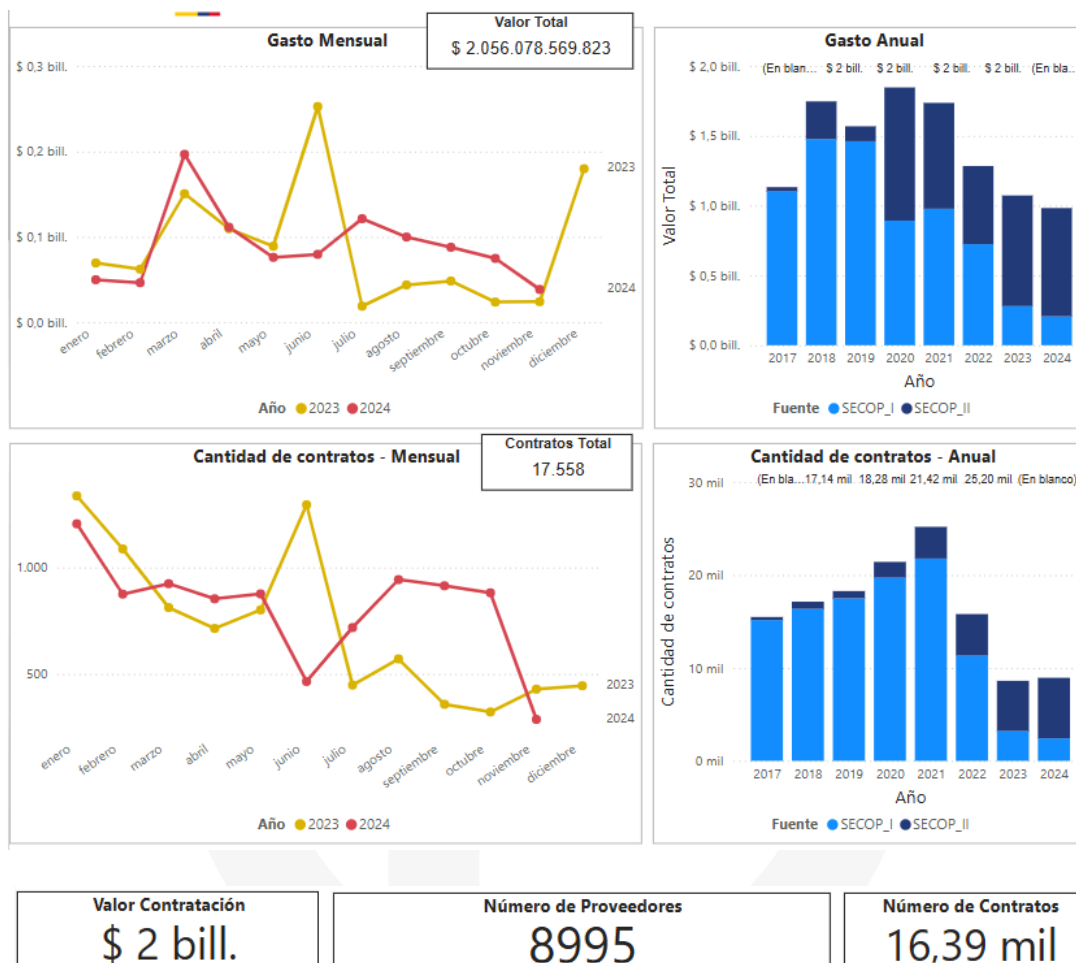 Gasto Mensual
Valor Total
$ 2.056.078.569.823
$ 0,3 bill.
$ 0,2 bill.
$ 0,1 bill.
$ 0,0 bill.
2023
2024
enero febrero marzo abril mayo junio julio agosto septiembre octubre noviembre diciembre
Año 2023 2024
Gasto Anual
(En blan... $ 2 bill. $ 2 bill. $ 2 bill. $ 2 bill. (En bla...
$ 2,0 bill.
$ 1,5 bill.
$ 1,0 bill.
$ 0,5 bill.
$ 0,0 bill.
Valor Total
2017 2018 2019 2020 2021 2022 2023 2024
Año
Fuente SECOP_I SECOP_II
Cantidad de contratos - Mensual
Contratos Total
17.558
1.000
500
2023
2024
enero febrero marzo abril mayo junio julio agosto septiembre octubre noviembre diciembre
Año 2023 2024
Cantidad de contratos - Anual
(En bla... 17,14 mil 18,28 mil 21,42 mil 25,20 mil (En blanco)
30 mil
20 mil
10 mil
0 mil
Cantidad de contratos
2017 2018 2019 2020 2021 2022 2023 2024
Año
Fuente SECOP_I SECOP_II
Valor Contratación
$ 2 bill.
Número de Proveedores
8995
Número de Contratos
16,39 mil